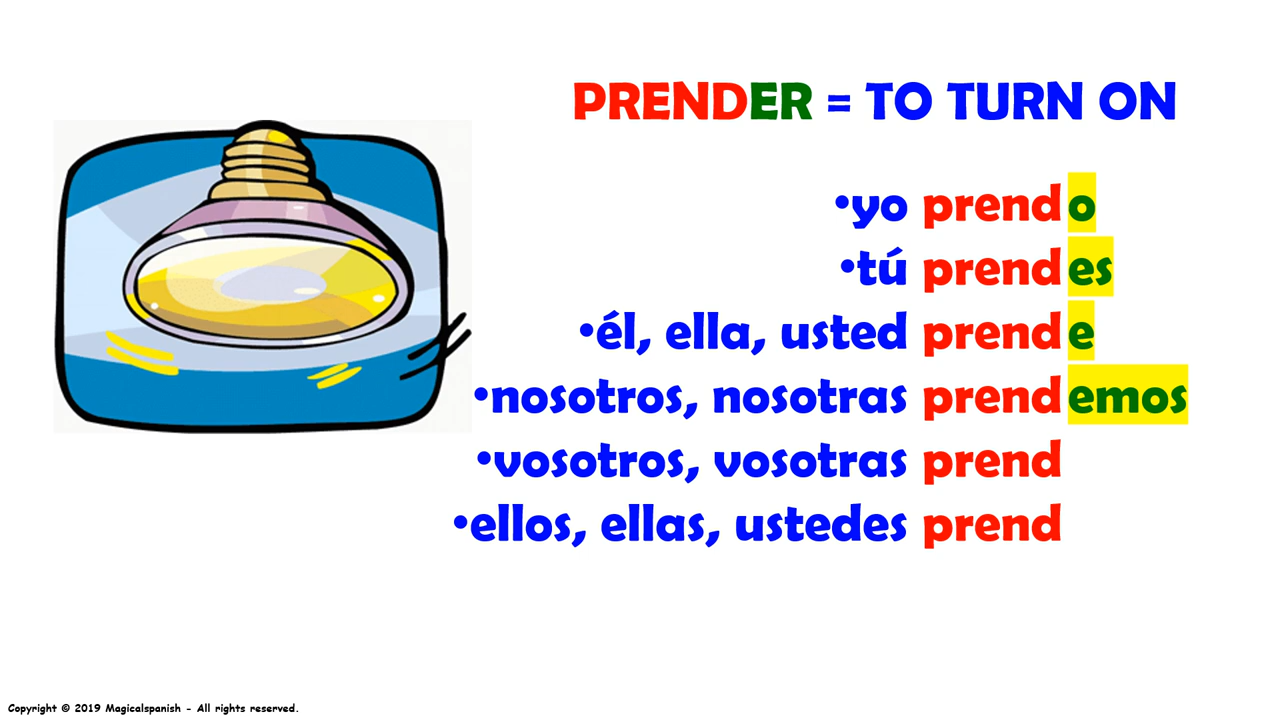 PRENDER = TO TURN ON
•yo prendo
•tú prendes
•él, ella, usted prende
•nosotros, nosotras prendemos
•vosotros, vosotras prend
•ellos, ellas, ustedes prend
Copyright © 2019 Magicalspanish - All rights reserved.